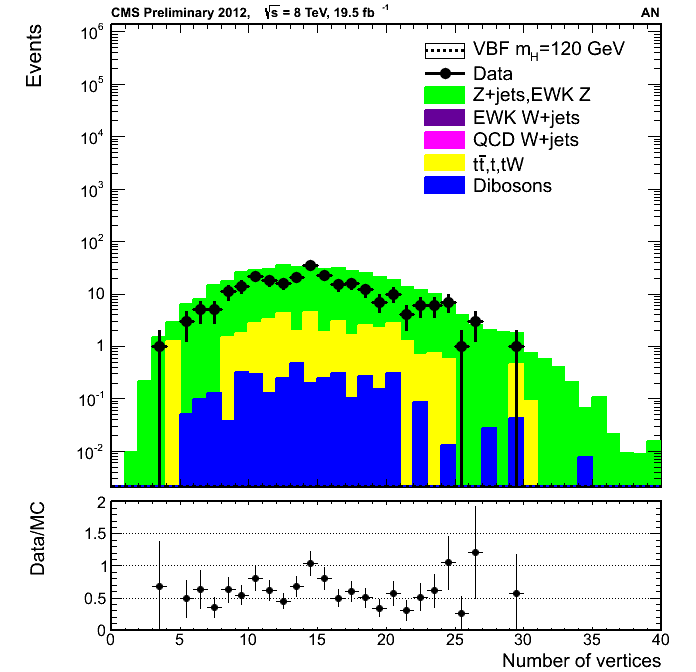 CMS Preliminary 2012, √s = 8 TeV, 19.5 fb⁻¹ AN
Events
10⁶
10⁵
10⁴
10³
10²
10
1
10⁻¹
10⁻²
VBF m_H=120 GeV
Data
Z+jets,EWK Z
EWK W+jets
QCD W+jets
tt̄,t,tW
Dibosons
Data/MC
2
1.5
1
0.5
0
0 5 10 15 20 25 30 35 40
Number of vertices